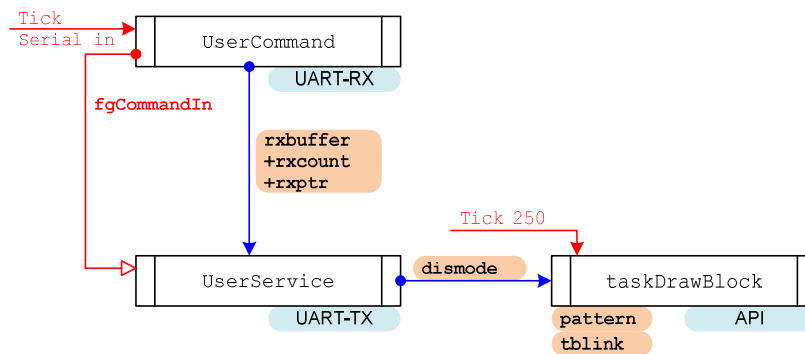 Tick
Serial in
UserCommand
UART-RX
fgCommandIn
rxbuffer
+rxcount
+rxptr
Tick 250
UserService
dismode
taskDrawBlock
UART-TX
pattern
API
tblink